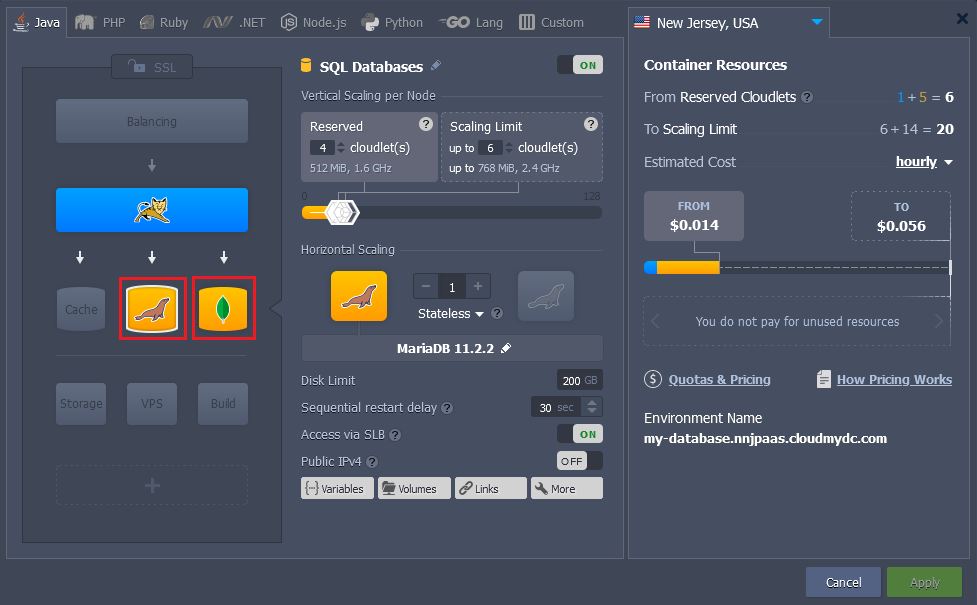 Java
PHP
Ruby
.NET
Node.js
Python
Lang
Custom
SSL
Balancing
Cache
Storage
VPS
Build
SQL Databases
ON
Vertical Scaling per Node
Reserved ?
4 cloudlet(s)
512 MiB, 1.6 GHz
Scaling Limit ?
up to 6 cloudlet(s)
up to 768 MiB, 2.4 GHz
0 128
Horizontal Scaling
− 1 +
Stateless ?
MariaDB 11.2.2
Disk Limit 200 GB
Sequential restart delay ? 30 sec
Access via SLB ? ON
Public IPv4 ? OFF
Variables
Volumes
Links
More
New Jersey, USA
Container Resources
From Reserved Cloudlets ? 1 + 5 = 6
To Scaling Limit 6 + 14 = 20
Estimated Cost hourly
FROM
$0.014
TO
$0.056
You do not pay for unused resources
$ Quotas & Pricing
How Pricing Works
Environment Name
my-database.nnjpaas.cloudmydc.com
Cancel
Apply